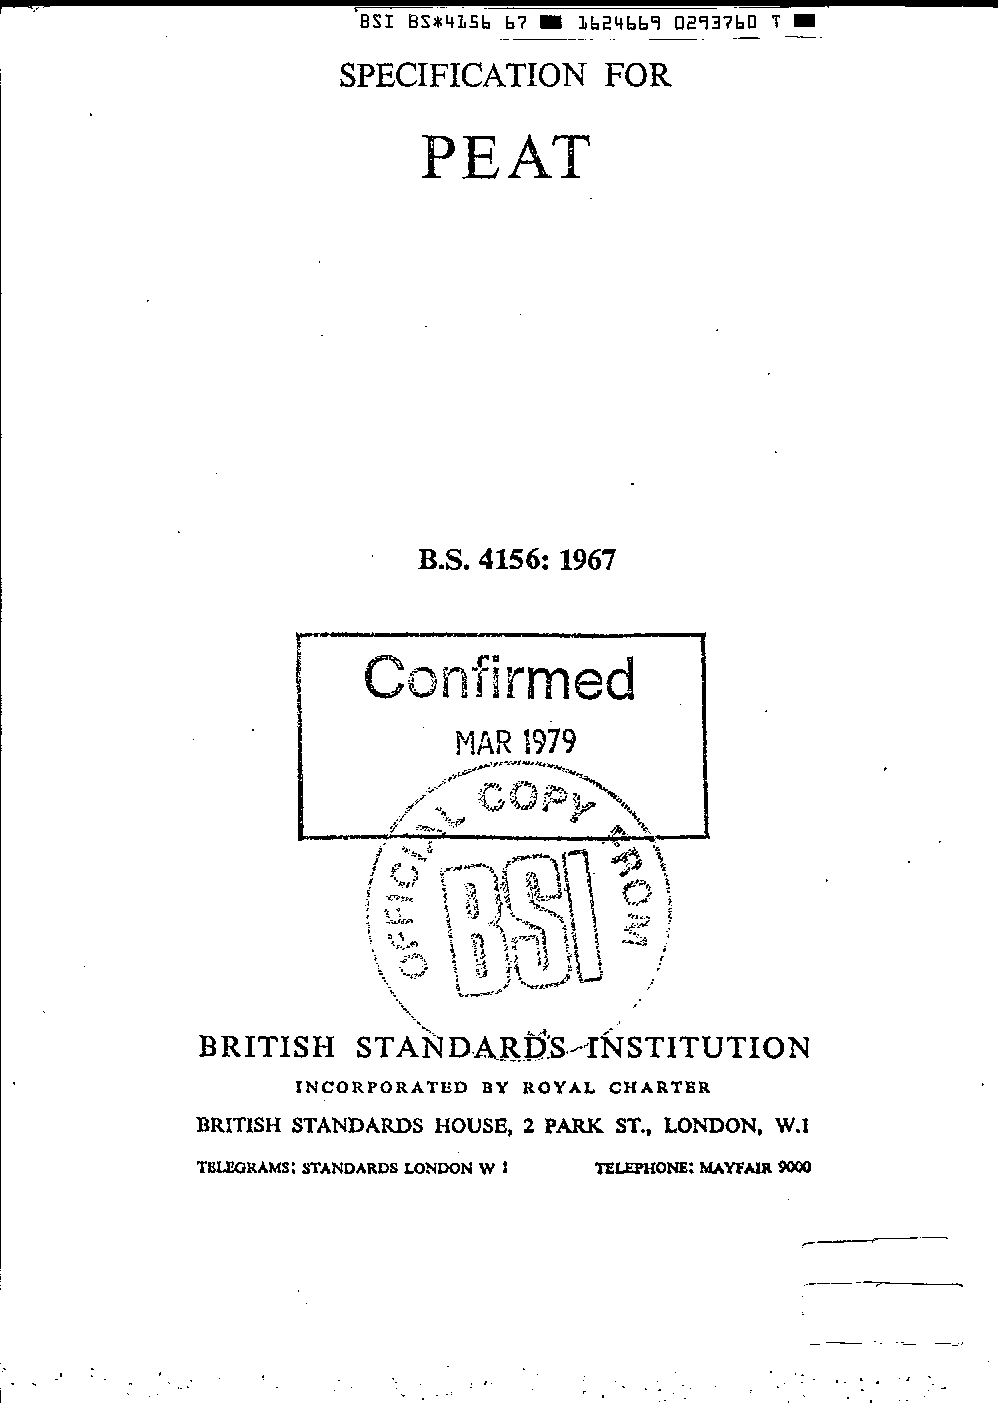 BSI BS*4156 67 ■ 1624669 0293760 T ■
SPECIFICATION FOR
PEAT
B.S. 4156: 1967
Confirmed
MAR 1979
OFFICIAL COPY FROM
BSI
BRITISH STANDARDS INSTITUTION
INCORPORATED BY ROYAL CHARTER
BRITISH STANDARDS HOUSE, 2 PARK ST., LONDON, W.1
TELEGRAMS: STANDARDS LONDON W 1 TELEPHONE: MAYFAIR 9000